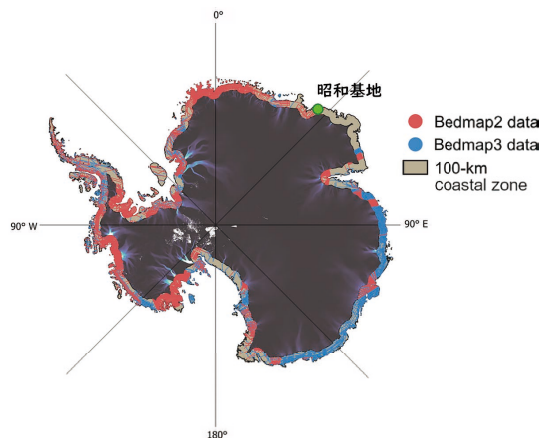 0°
昭和基地
Bedmap2 data
Bedmap3 data
100-km
coastal zone
90° W
90° E
180°